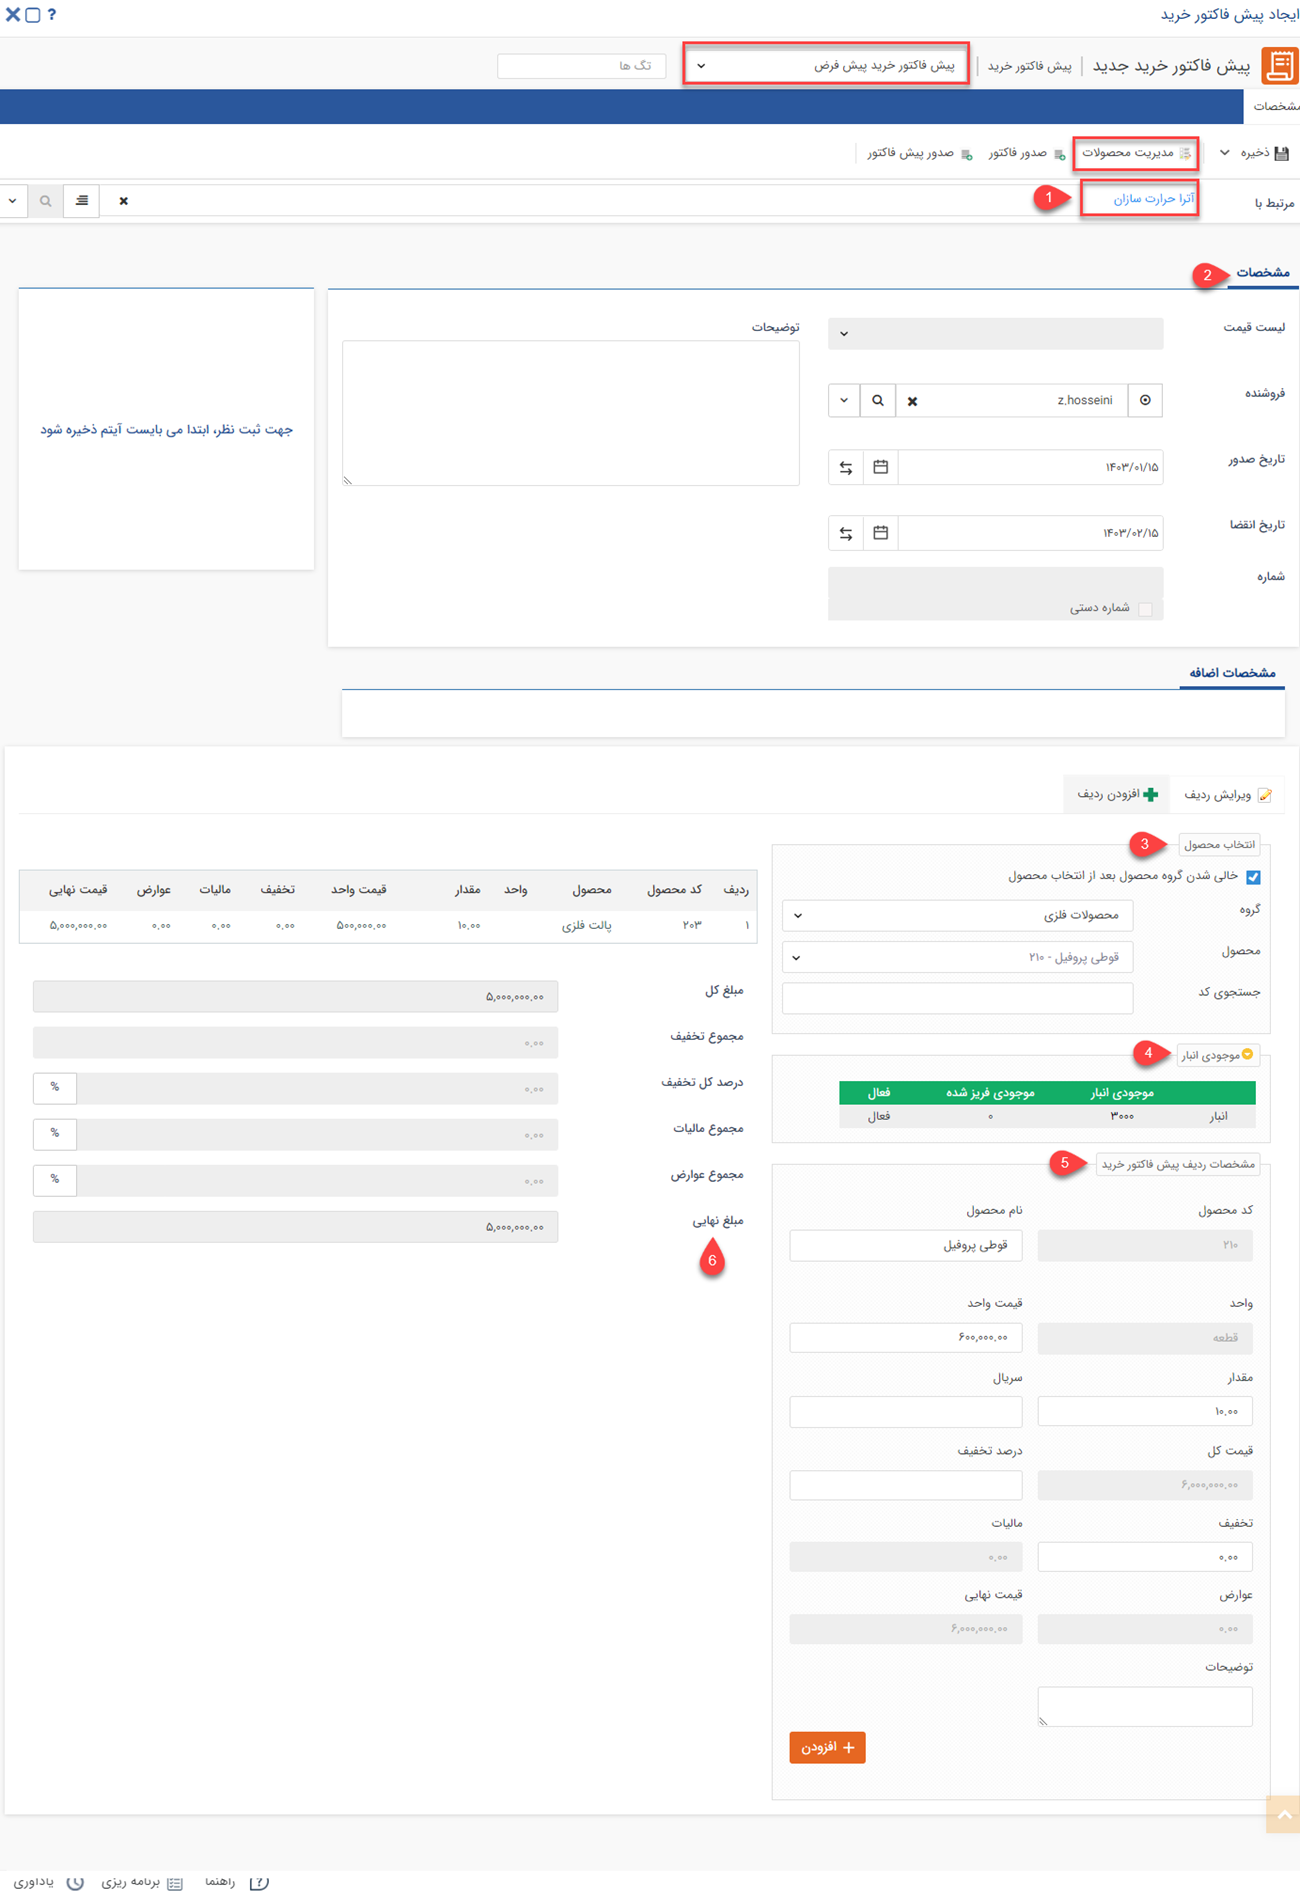 ایجاد پیش فاکتور خرید
?
پیش فاکتور خرید جدید | پیش فاکتور خرید | پیش فاکتور خرید پیش فرض
تگ ها
مشخصات
ذخیره
مدیریت محصولات
صدور فاکتور
صدور پیش فاکتور
مرتبط با
آترا حرارت سازان
1
مشخصات
2
لیست قیمت
توضیحات
فروشنده
z.hosseini
تاریخ صدور
۱۴۰۳/۰۱/۱۵
تاریخ انقضا
۱۴۰۳/۰۲/۱۵
شماره
شماره دستی
جهت ثبت نظر، ابتدا می بایست آیتم ذخیره شود
مشخصات اضافه
ویرایش ردیف
افزودن ردیف
انتخاب محصول
3
خالی شدن گروه محصول بعد از انتخاب محصول
گروه
محصولات فلزی
محصول
قوطی پروفیل - ۲۱۰
جستجوی کد
موجودی انبار
4
موجودی انبار موجودی فریز شده فعال
انبار ۳۰۰۰ ۰ فعال
مشخصات ردیف پیش فاکتور خرید
5
کد محصول
نام محصول
۲۱۰
قوطی پروفیل
واحد
قیمت واحد
قطعه
۶۰۰,۰۰۰.۰۰
مقدار
سریال
۱۰.۰۰
قیمت کل
درصد تخفیف
۶,۰۰۰,۰۰۰.۰۰
تخفیف
مالیات
۰.۰۰
۰.۰۰
عوارض
قیمت نهایی
۰.۰۰
۶,۰۰۰,۰۰۰.۰۰
توضیحات
+ افزودن
ردیف کد محصول محصول واحد مقدار قیمت واحد تخفیف مالیات عوارض قیمت نهایی
۱ ۲۰۳ پالت فلزی ۱۰.۰۰ ۵۰۰,۰۰۰.۰۰ ۰.۰۰ ۰.۰۰ ۰.۰۰ ۵,۰۰۰,۰۰۰.۰۰
مبلغ کل
۵,۰۰۰,۰۰۰.۰۰
مجموع تخفیف
۰.۰۰
درصد کل تخفیف
۰.۰۰
%
مجموع مالیات
۰.۰۰
%
مجموع عوارض
۰.۰۰
%
مبلغ نهایی
۵,۰۰۰,۰۰۰.۰۰
6
راهنما
برنامه ریزی
یادآوری